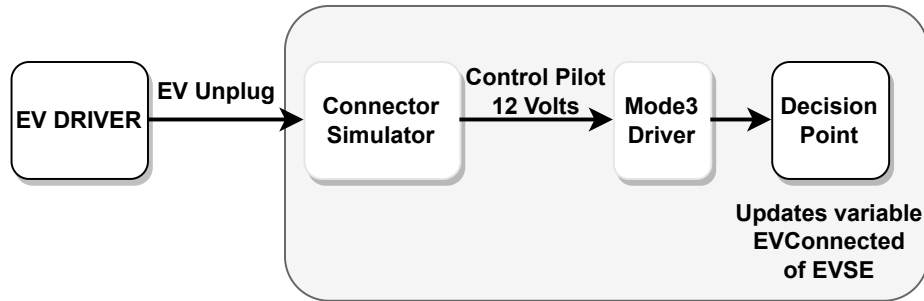 EV DRIVER
EV Unplug
Connector
Simulator
Control Pilot
12 Volts
Mode3
Driver
Decision
Point
Updates variable
EVConnected
of EVSE